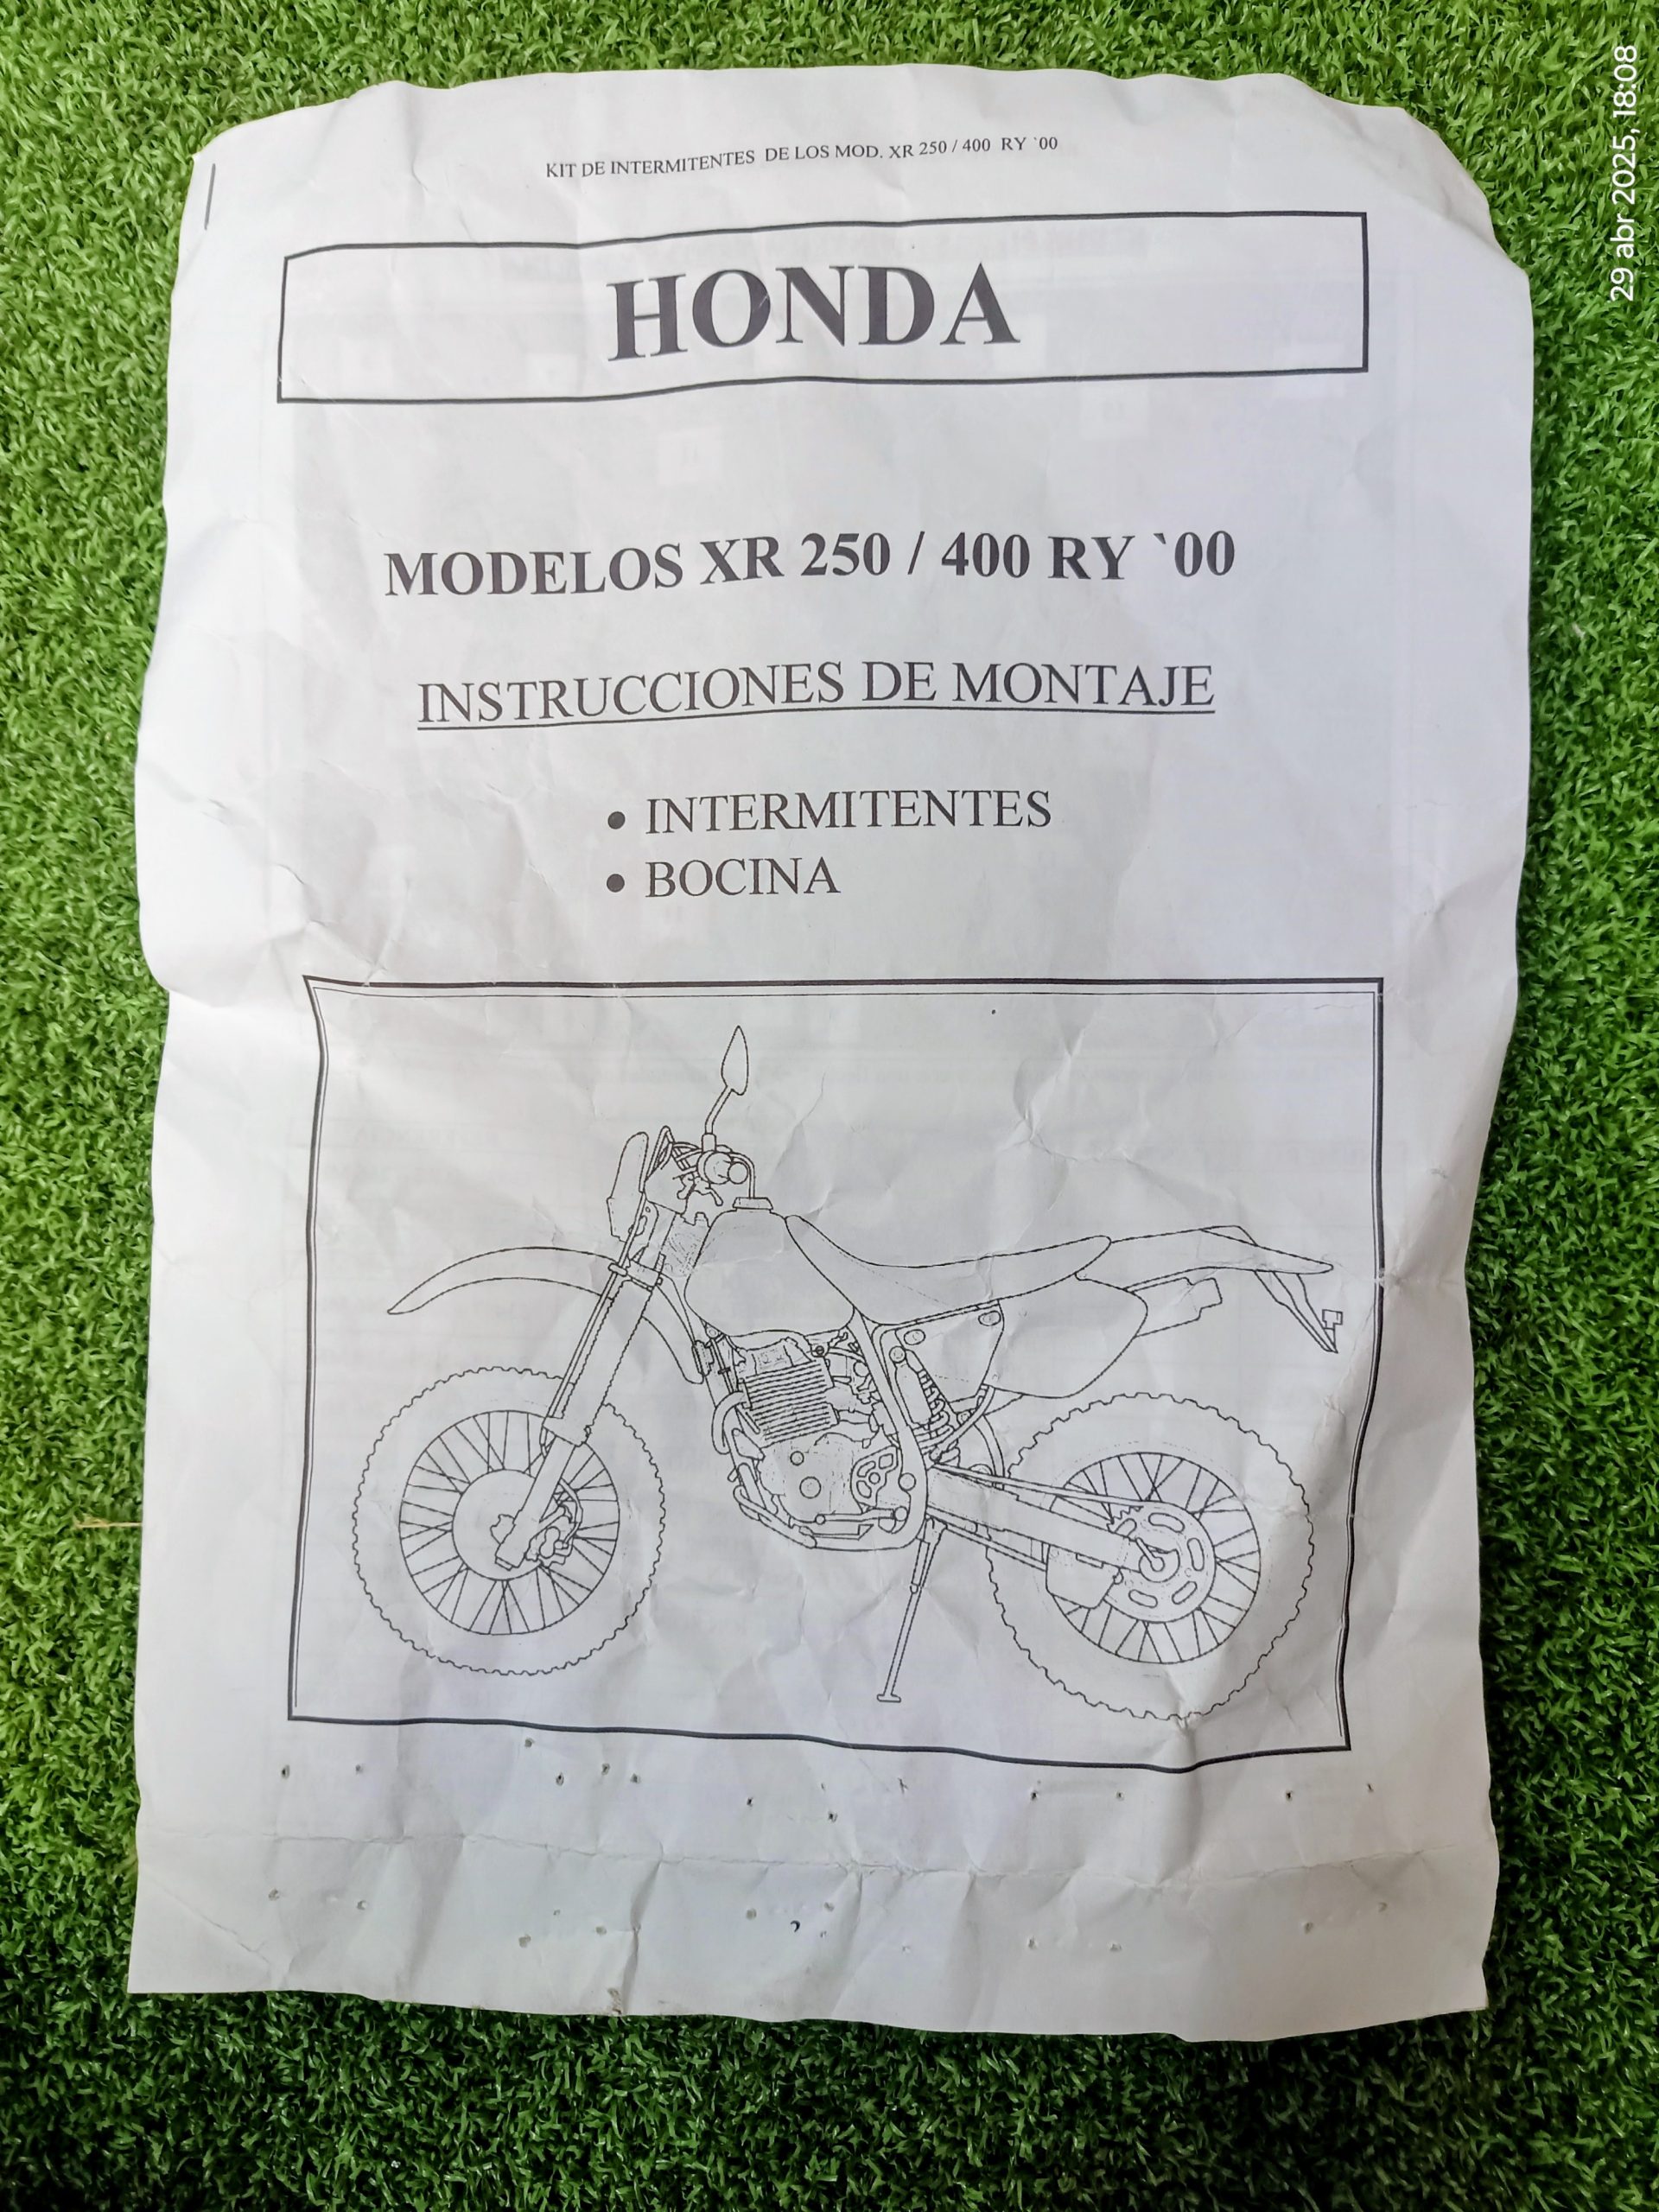 KIT DE INTERMITENTES DE LOS MOD. XR 250 / 400 RY `00
HONDA
MODELOS XR 250 / 400 RY `00
INSTRUCCIONES DE MONTAJE
• INTERMITENTES
• BOCINA
29 abr 2025, 18:08